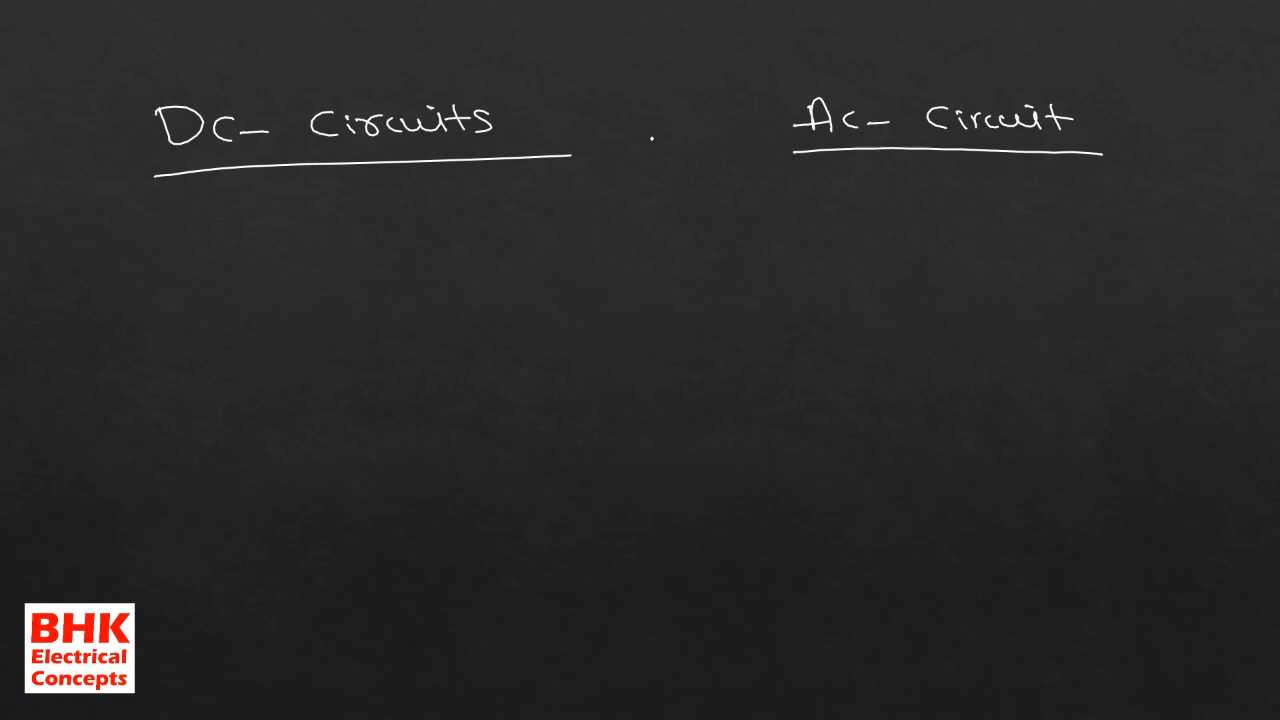 Dc- Circuits
Ac- Circuit
BHK
Electrical
Concepts